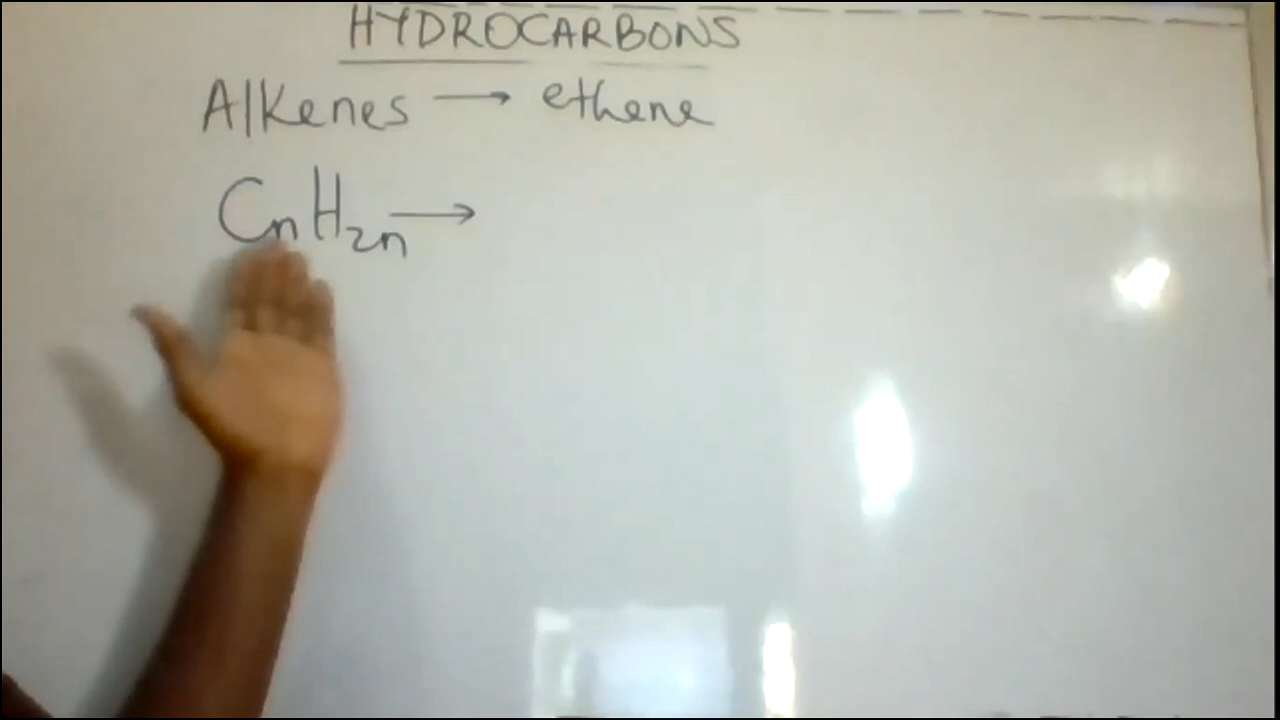 HYDROCARBONS
Alkenes → ethene
CnH2n →